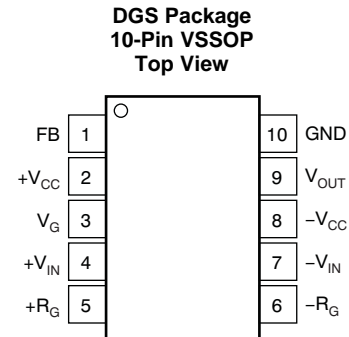 DGS Package
10-Pin VSSOP
Top View
FB 1 10 GND
+VCC 2 9 VOUT
VG 3 8 −VCC
+VIN 4 7 −VIN
+RG 5 6 −RG